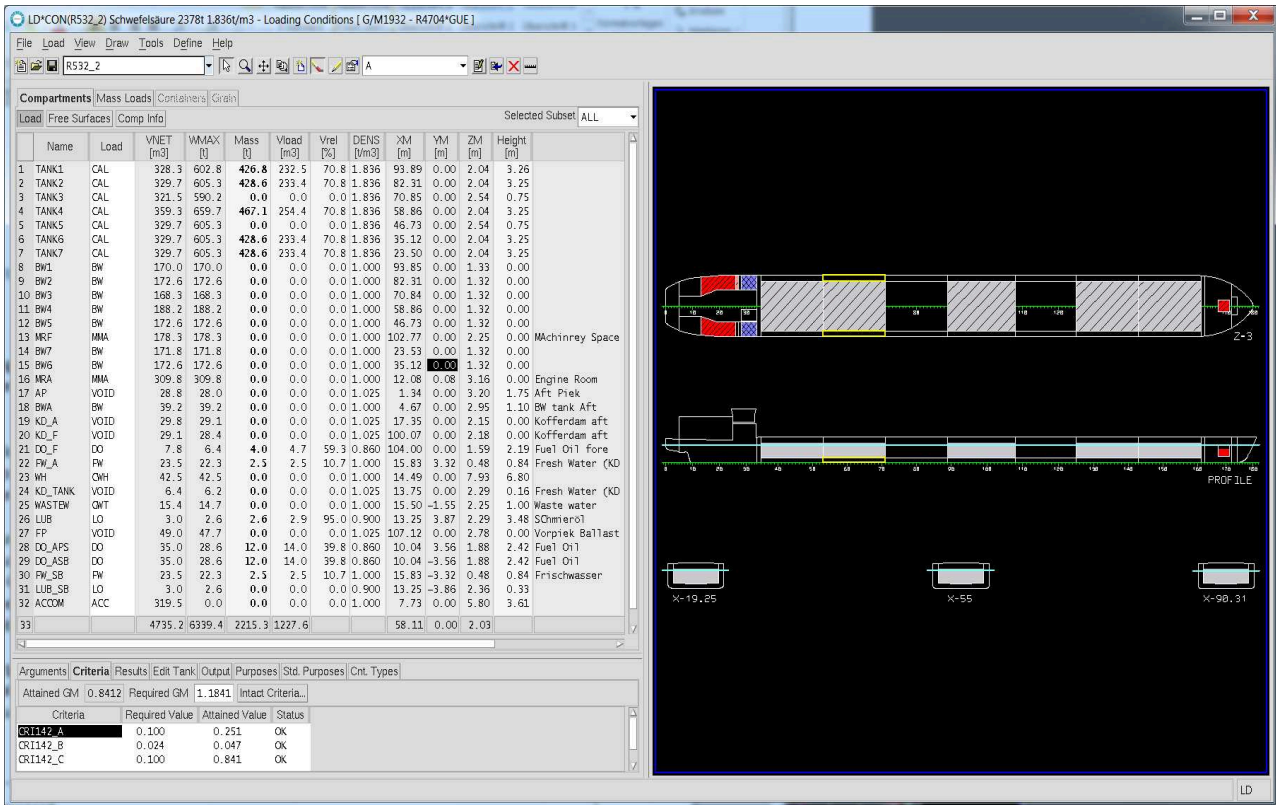 LD*CON(R532_2) Schwefelsäure 2378t 1.836t/m3 - Loading Conditions [ G/M1932 - R4704*GUE ]
File Load View Draw Tools Define Help
R532_2 A
Compartments Mass Loads Containers Grain
Load Free Surfaces Comp Info Selected Subset ALL
Name Load VNET WMAX Mass Vload Vrel DENS XM YM ZM Height
[m3] [t] [t] [m3] [%] [t/m3] [m] [m] [m] [m]
1 TANK1 CAL 328.3 602.8 426.8 232.5 70.8 1.836 93.89 0.00 2.04 3.26
2 TANK2 CAL 329.7 605.3 428.6 233.4 70.8 1.836 82.31 0.00 2.04 3.25
3 TANK3 CAL 321.5 590.2 0.0 0.0 0.0 1.836 70.85 0.00 2.54 0.75
4 TANK4 CAL 359.3 659.7 467.1 254.4 70.8 1.836 58.86 0.00 2.04 3.25
5 TANK5 CAL 329.7 605.3 0.0 0.0 0.0 1.836 46.73 0.00 2.54 0.75
6 TANK6 CAL 329.7 605.3 428.6 233.4 70.8 1.836 35.12 0.00 2.04 3.25
7 TANK7 CAL 329.7 605.3 428.6 233.4 70.8 1.836 23.50 0.00 2.04 3.25
8 BW1 BW 170.0 170.0 0.0 0.0 0.0 1.000 93.85 0.00 1.33 0.00
9 BW2 BW 172.6 172.6 0.0 0.0 0.0 1.000 82.31 0.00 1.32 0.00
10 BW3 BW 168.3 168.3 0.0 0.0 0.0 1.000 70.84 0.00 1.32 0.00
11 BW4 BW 188.2 188.2 0.0 0.0 0.0 1.000 58.86 0.00 1.32 0.00
12 BW5 BW 172.6 172.6 0.0 0.0 0.0 1.000 46.73 0.00 1.32 0.00
13 MRF MMA 178.3 178.3 0.0 0.0 0.0 1.000 102.77 0.00 2.25 0.00 MAchinrey Space
14 BW7 BW 171.8 171.8 0.0 0.0 0.0 1.000 23.53 0.00 1.32 0.00
15 BW6 BW 172.6 172.6 0.0 0.0 0.0 1.000 35.12 0.00 1.32 0.00
16 MRA MMA 309.8 309.8 0.0 0.0 0.0 1.000 12.08 0.08 3.16 0.00 Engine Room
17 AP VOID 28.8 28.0 0.0 0.0 0.0 1.025 1.34 0.00 3.20 1.75 Aft Piek
18 BWA BW 39.2 39.2 0.0 0.0 0.0 1.000 4.67 0.00 2.95 1.10 BW tank Aft
19 KD_A VOID 29.8 29.1 0.0 0.0 0.0 1.025 17.35 0.00 2.15 0.00 Kofferdam aft
20 KD_F VOID 29.1 28.4 0.0 0.0 0.0 1.025 100.07 0.00 2.18 0.00 Kofferdam aft
21 DO_F DO 7.8 6.4 4.0 4.7 59.3 0.860 104.00 0.00 1.59 2.19 Fuel Oil fore
22 FW_A FW 23.5 22.3 2.5 2.5 10.7 1.000 15.83 3.32 0.48 0.84 Fresh Water (KD
23 WH CWH 42.5 42.5 0.0 0.0 0.0 1.000 14.49 0.00 7.93 6.80
24 KD_TANK VOID 6.4 6.2 0.0 0.0 0.0 1.025 13.75 0.00 2.29 0.16 Fresh Water (KD
25 WASTEW GWT 15.4 14.7 0.0 0.0 0.0 1.000 15.50 -1.55 2.25 1.00 Waste water
26 LUB LO 3.0 2.6 2.6 2.9 95.0 0.900 13.25 3.87 2.29 3.48 SChmieröl
27 FP VOID 49.0 47.7 0.0 0.0 0.0 1.025 107.12 0.00 2.78 0.00 Vorpiek Ballast
28 DO_APS DO 35.0 28.6 12.0 14.0 39.8 0.860 10.04 3.56 1.88 2.42 Fuel Oil
29 DO_ASB DO 35.0 28.6 12.0 14.0 39.8 0.860 10.04 -3.56 1.88 2.42 Fuel Oil
30 FW_SB FW 23.5 22.3 2.5 2.5 10.7 1.000 15.83 -3.32 0.48 0.84 Frischwasser
31 LUB_SB LO 3.0 2.6 0.0 0.0 0.0 0.900 13.25 -3.86 2.36 0.33
32 ACCOM ACC 319.5 0.0 0.0 0.0 0.0 1.000 7.73 0.00 5.80 3.61
33 4735.2 6339.4 2215.3 1227.6 58.11 0.00 2.03
Arguments Criteria Results Edit Tank Output Purposes Std. Purposes Cnt. Types
Attained GM 0.8412 Required GM 1.1841 Intact Criteria...
Criteria Required Value Attained Value Status
CRI142_A 0.100 0.251 OK
CRI142_B 0.024 0.047 OK
CRI142_C 0.100 0.841 OK
Z-3
PROFILE
X-19.25 X-55 X-90.31
LD